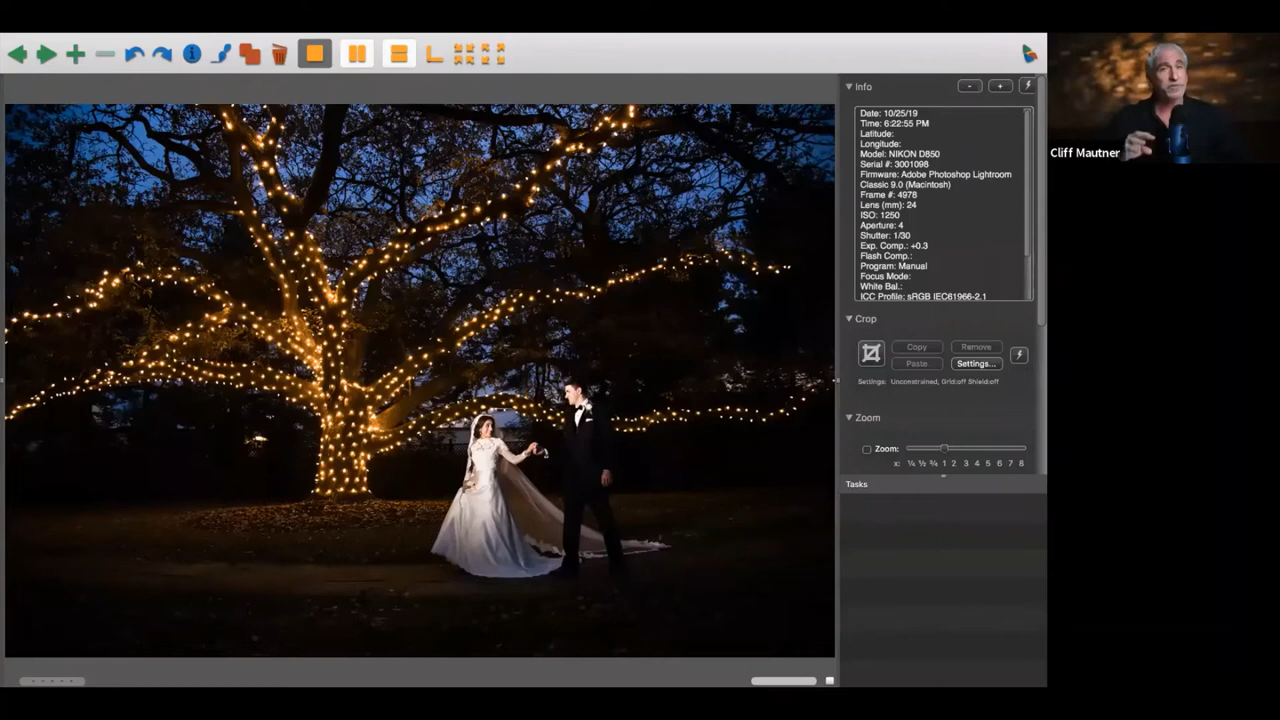 Info
- +
Date: 10/25/19
Time: 6:22:55 PM
Latitude:
Longitude:
Model: NIKON D850
Serial #: 3001098
Firmware: Adobe Photoshop Lightroom
Classic 9.0 (Macintosh)
Frame #: 4978
Lens (mm): 24
ISO: 1250
Aperture: 4
Shutter: 1/30
Exp. Comp.: +0.3
Flash Comp.:
Program: Manual
Focus Mode:
White Bal.:
ICC Profile: sRGB IEC61966-2.1
Crop
Copy Remove
Paste Settings...
Settings: Unconstrained, Grid:off Shield:off
Zoom
Zoom:
x: ¼ ½ ¾ 1 2 3 4 5 6 7 8
Tasks
Cliff Mautner